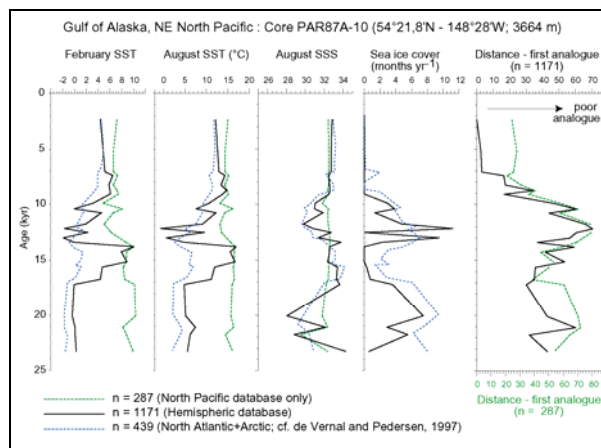 Gulf of Alaska, NE North Pacific : Core PAR87A-10 (54°21,8'N - 148°28'W; 3664 m)
February SST
August SST (°C)
August SSS
Sea ice cover
(months yr-1)
Distance - first analogue
(n = 1171)
-2 0 2 4 6 8 10
0 5 10 15 20
26 28 30 32 34
0 2 4 6 8 10
0 10 20 30 40 50 60 70
poor
analogue
Age (kyr)
0
5
10
15
20
25
0 10 20 30 40 50 60 70 80
Distance - first analogue
(n = 287)
n = 287 (North Pacific database only)
n = 1171 (Hemispheric database)
n = 439 (North Atlantic+Arctic; cf. de Vernal and Pedersen, 1997)